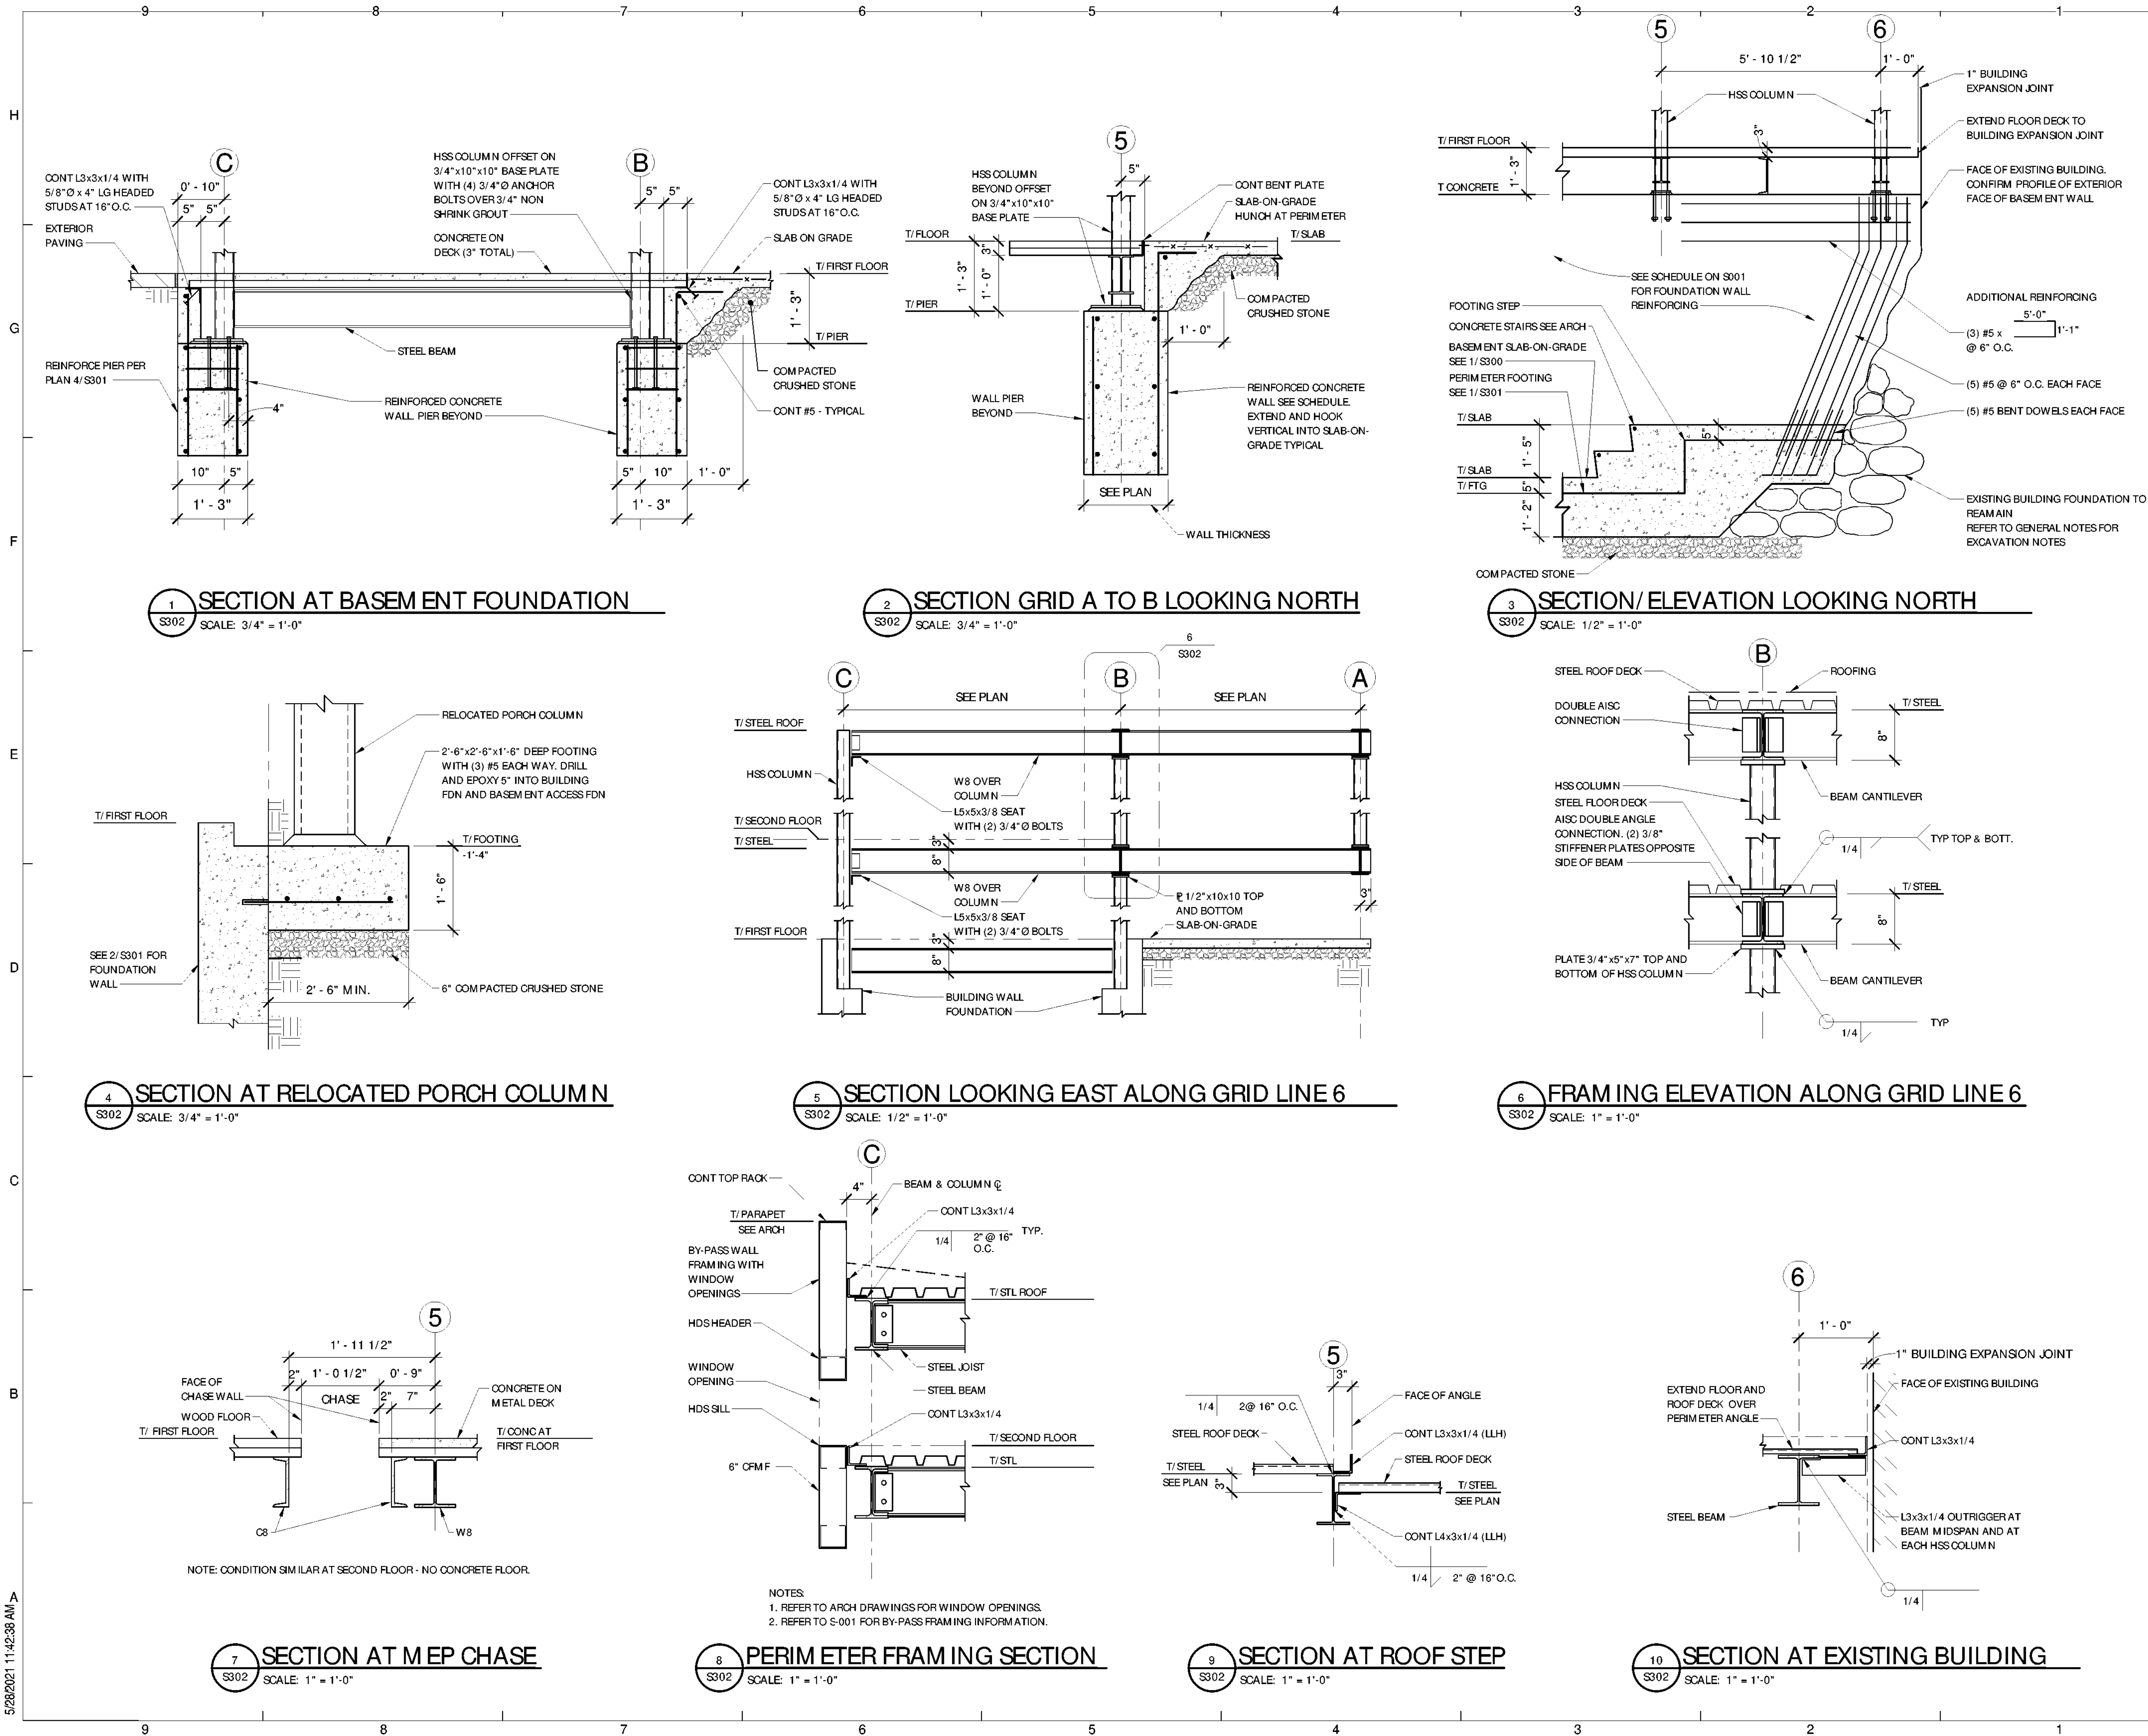 9
8
7
6
5
4
3
2
1
H
G
F
E
D
C
B
A
5/28/2021 11:42:38 AM
C
B
CONT L3x3x1/4 WITH
5/8"Ø x 4" LG HEADED
STUDS AT 16" O.C.
0' - 10"
5"
5"
EXTERIOR
PAVING
HSS COLUMN OFFSET ON
3/4"x10"x10" BASE PLATE
WITH (4) 3/4"Ø ANCHOR
BOLTS OVER 3/4" NON
SHRINK GROUT
CONCRETE ON
DECK (3" TOTAL)
5"
5"
CONT L3x3x1/4 WITH
5/8"Ø x 4" LG HEADED
STUDS AT 16" O.C.
SLAB ON GRADE
T/ FIRST FLOOR
1' - 3"
T/ PIER
STEEL BEAM
REINFORCE PIER PER
PLAN 4/S301
REINFORCED CONCRETE
WALL. PIER BEYOND
4"
COMPACTED
CRUSHED STONE
CONT #5 - TYPICAL
10"
5"
1' - 3"
5"
10"
1' - 0"
1' - 3"
1
S302
SECTION AT BASEMENT FOUNDATION
SCALE: 3/4" = 1'-0"
5
5"
HSS COLUMN
BEYOND OFFSET
ON 3/4"x10"x10"
BASE PLATE
CONT BENT PLATE
SLAB-ON-GRADE
HUNCH AT PERIMETER
T/ FLOOR
T/ SLAB
3"
1' - 3"
1' - 0"
T/ PIER
COMPACTED
CRUSHED STONE
1' - 0"
WALL PIER
BEYOND
REINFORCED CONCRETE
WALL SEE SCHEDULE.
EXTEND AND HOOK
VERTICAL INTO SLAB-ON-
GRADE TYPICAL
SEE PLAN
WALL THICKNESS
2
S302
SECTION GRID A TO B LOOKING NORTH
SCALE: 3/4" = 1'-0"
5
6
5' - 10 1/2"
1' - 0"
1" BUILDING
EXPANSION JOINT
HSS COLUMN
EXTEND FLOOR DECK TO
BUILDING EXPANSION JOINT
T/ FIRST FLOOR
3"
1' - 3"
T CONCRETE
FACE OF EXISTING BUILDING.
CONFIRM PROFILE OF EXTERIOR
FACE OF BASEMENT WALL
SEE SCHEDULE ON S001
FOR FOUNDATION WALL
REINFORCING
ADDITIONAL REINFORCING
5'-0"
(3) #5 x
1'-1"
@ 6" O.C.
FOOTING STEP
CONCRETE STAIRS SEE ARCH
BASEMENT SLAB-ON-GRADE
SEE 1/S300
PERIMETER FOOTING
SEE 1/S301
(5) #5 @ 6" O.C. EACH FACE
(5) #5 BENT DOWELS EACH FACE
T/ SLAB
5"
1' - 5"
T/ SLAB
T/ FTG
5"
1' - 2"
EXISTING BUILDING FOUNDATION TO
REAMAIN
REFER TO GENERAL NOTES FOR
EXCAVATION NOTES
COMPACTED STONE
3
S302
SECTION/ ELEVATION LOOKING NORTH
SCALE: 1/2" = 1'-0"
RELOCATED PORCH COLUMN
2'-6"x2'-6"x1'-6" DEEP FOOTING
WITH (3) #5 EACH WAY. DRILL
AND EPOXY 5" INTO BUILDING
FDN AND BASEMENT ACCESS FDN
T/ FIRST FLOOR
T/ FOOTING
-1'-4"
1' - 6"
SEE 2/S301 FOR
FOUNDATION
WALL
2' - 6" MIN.
6" COMPACTED CRUSHED STONE
4
S302
SECTION AT RELOCATED PORCH COLUMN
SCALE: 3/4" = 1'-0"
6
S302
C
B
A
SEE PLAN
SEE PLAN
T/ STEEL ROOF
HSS COLUMN
W8 OVER
COLUMN
L5x5x3/8 SEAT
WITH (2) 3/4"Ø BOLTS
T/ SECOND FLOOR
T/ STEEL
3"
8"
W8 OVER
COLUMN
L5x5x3/8 SEAT
WITH (2) 3/4"Ø BOLTS
℄ 1/2"x10x10 TOP
AND BOTTOM
SLAB-ON-GRADE
3"
T/ FIRST FLOOR
3"
8"
BUILDING WALL
FOUNDATION
5
S302
SECTION LOOKING EAST ALONG GRID LINE 6
SCALE: 1/2" = 1'-0"
B
STEEL ROOF DECK
ROOFING
DOUBLE AISC
CONNECTION
T/ STEEL
8"
HSS COLUMN
BEAM CANTILEVER
STEEL FLOOR DECK
AISC DOUBLE ANGLE
CONNECTION. (2) 3/8"
STIFFENER PLATES OPPOSITE
SIDE OF BEAM
1/4
TYP TOP & BOTT.
T/ STEEL
8"
PLATE 3/4"x5"x7" TOP AND
BOTTOM OF HSS COLUMN
BEAM CANTILEVER
1/4
TYP
6
S302
FRAMING ELEVATION ALONG GRID LINE 6
SCALE: 1" = 1'-0"
5
1' - 11 1/2"
2"
1' - 0 1/2"
0' - 9"
FACE OF
CHASE WALL
CHASE
2"
7"
CONCRETE ON
METAL DECK
WOOD FLOOR
T/ FIRST FLOOR
T/ CONC AT
FIRST FLOOR
C8
W8
NOTE: CONDITION SIMILAR AT SECOND FLOOR - NO CONCRETE FLOOR.
7
S302
SECTION AT MEP CHASE
SCALE: 1" = 1'-0"
C
CONT TOP RACK
4"
BEAM & COLUMN ℄
T/ PARAPET
SEE ARCH
CONT L3x3x1/4
1/4
2" @ 16"
O.C.
TYP.
BY-PASS WALL
FRAMING WITH
WINDOW
OPENINGS
T/ STL ROOF
HDS HEADER
STEEL JOIST
WINDOW
OPENING
STEEL BEAM
HDS SILL
CONT L3x3x1/4
T/ SECOND FLOOR
T/ STL
6" CFMF
NOTES:
1. REFER TO ARCH DRAWINGS FOR WINDOW OPENINGS.
2. REFER TO S-001 FOR BY-PASS FRAMING INFORMATION.
8
S302
PERIMETER FRAMING SECTION
SCALE: 1" = 1'-0"
5
3"
FACE OF ANGLE
1/4
2@ 16" O.C.
STEEL ROOF DECK
CONT L3x3x1/4 (LLH)
STEEL ROOF DECK
T/ STEEL
SEE PLAN
3"
T/ STEEL
SEE PLAN
CONT L4x3x1/4 (LLH)
1/4
2" @ 16" O.C.
9
S302
SECTION AT ROOF STEP
SCALE: 1" = 1'-0"
6
1' - 0"
1" BUILDING EXPANSION JOINT
EXTEND FLOOR AND
ROOF DECK OVER
PERIMETER ANGLE
FACE OF EXISTING BUILDING
CONT L3x3x1/4
STEEL BEAM
L3x3x1/4 OUTRIGGER AT
BEAM MIDSPAN AND AT
EACH HSS COLUMN
1/4
10
S302
SECTION AT EXISTING BUILDING
SCALE: 1" = 1'-0"
9
8
7
6
5
4
3
2
1